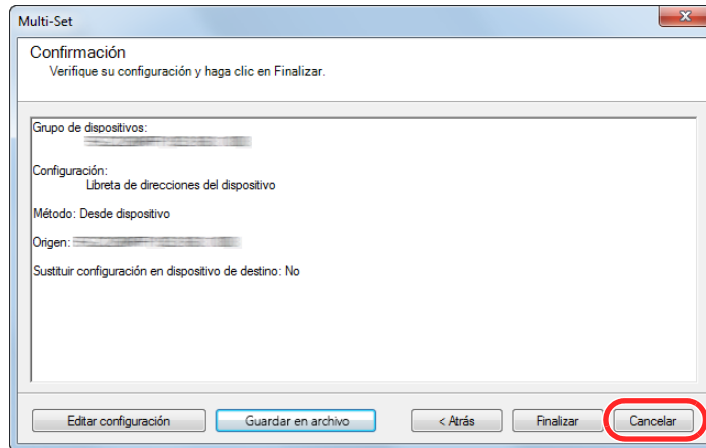 Multi-Set
Confirmación
Verifique su configuración y haga clic en Finalizar.
Grupo de dispositivos:
Configuración:
Libreta de direcciones del dispositivo
Método: Desde dispositivo
Origen:
Sustituir configuración en dispositivo de destino: No
Editar configuración
Guardar en archivo
< Atrás
Finalizar
Cancelar